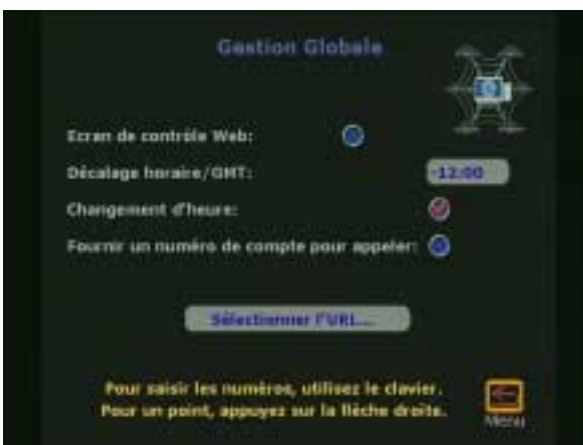 Gestion Globale
Ecran de contrôle Web:
Décalage horaire/GMT: -12:00
Changement d'heure:
Fournir un numéro de compte pour appeler:
Sélectionner l'URL...
Pour saisir les numéros, utilisez le clavier.
Pour un point, appuyez sur la flèche droite.
Menu